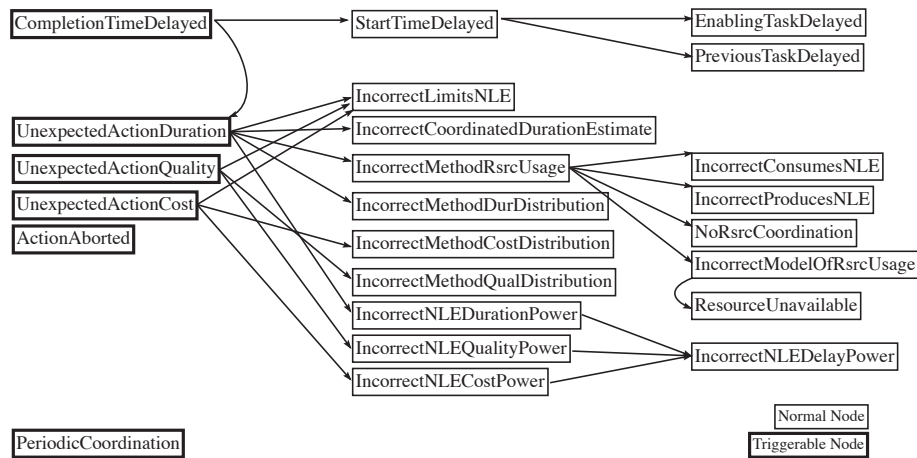 CompletionTimeDelayed
StartTimeDelayed
EnablingTaskDelayed
PreviousTaskDelayed
IncorrectLimitsNLE
UnexpectedActionDuration
IncorrectCoordinatedDurationEstimate
UnexpectedActionQuality
IncorrectMethodRsrcUsage
IncorrectConsumesNLE
UnexpectedActionCost
IncorrectMethodDurDistribution
IncorrectProducesNLE
ActionAborted
IncorrectMethodCostDistribution
NoRsrcCoordination
IncorrectModelOfRsrcUsage
IncorrectMethodQualDistribution
ResourceUnavailable
IncorrectNLEDurationPower
IncorrectNLEQualityPower
IncorrectNLEDelayPower
IncorrectNLECostPower
Normal Node
PeriodicCoordination
Triggerable Node